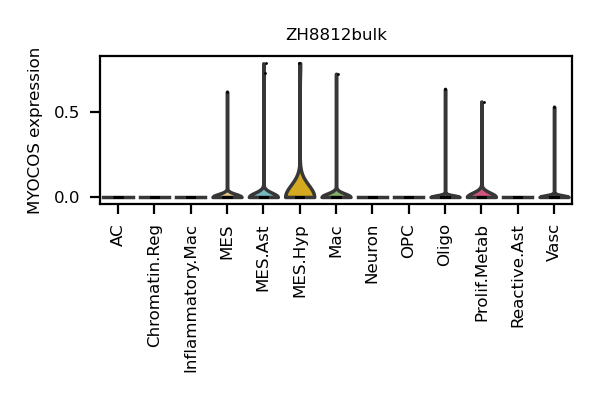 ZH8812bulk
MYOCOS expression
0.5
0.0
AC
Chromatin.Reg
Inflammatory.Mac
MES
MES.Ast
MES.Hyp
Mac
Neuron
OPC
Oligo
Prolif.Metab
Reactive.Ast
Vasc